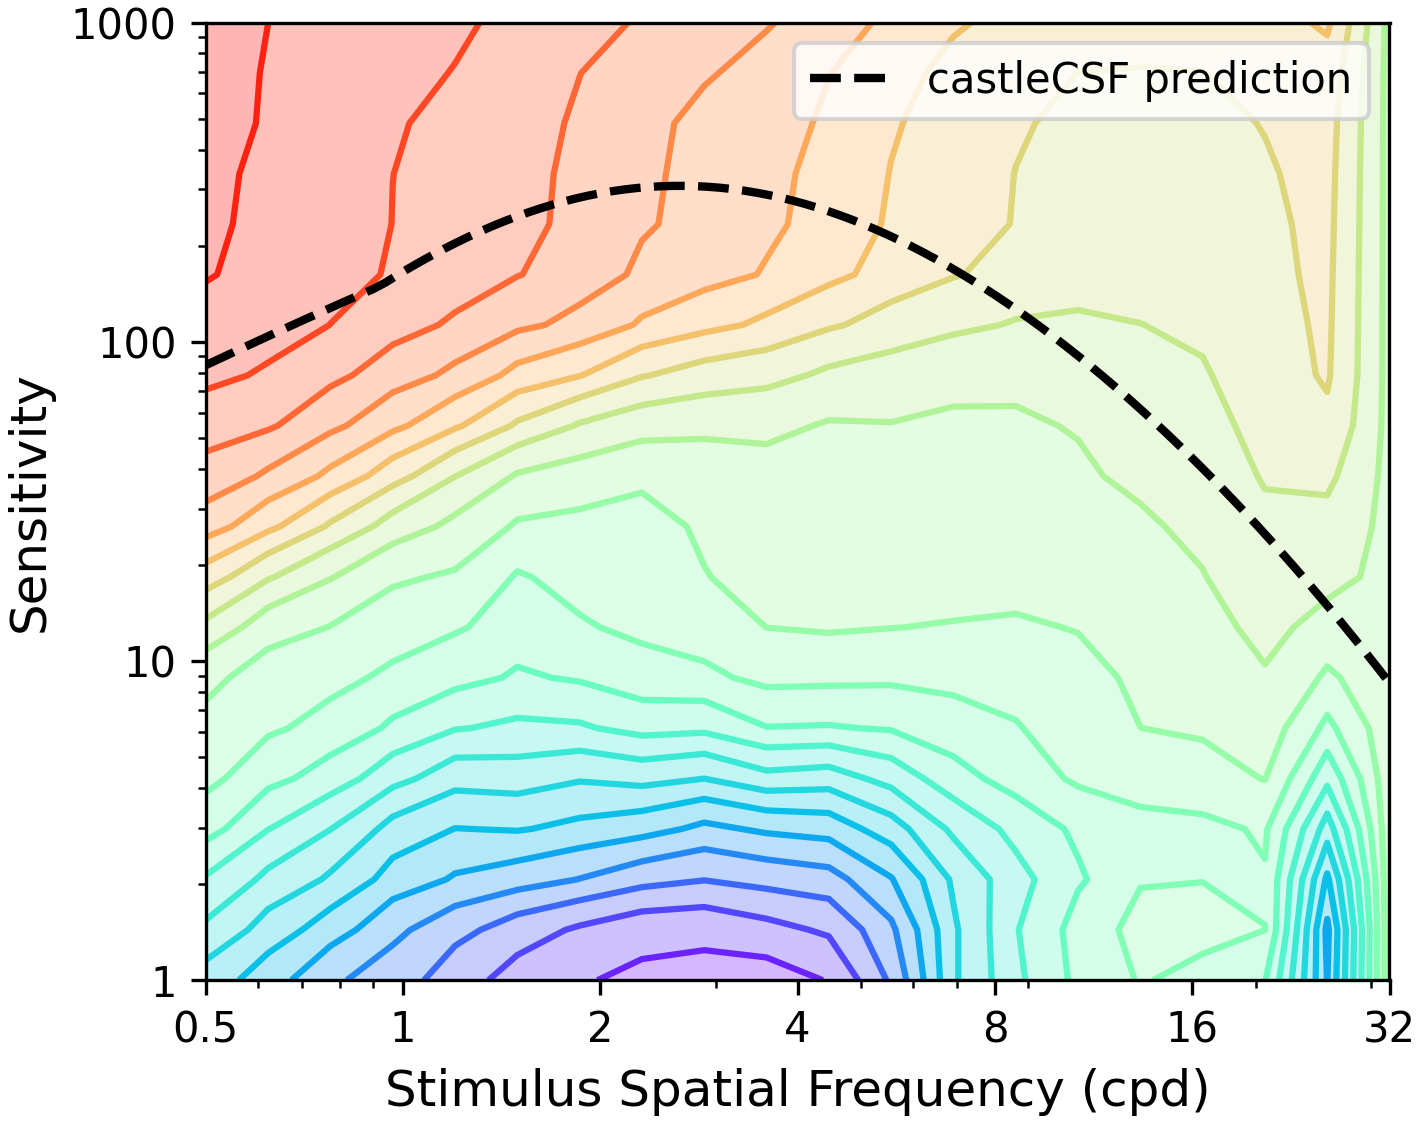 1000
100
10
1
Sensitivity
castleCSF prediction
0.5 1 2 4 8 16 32
Stimulus Spatial Frequency (cpd)